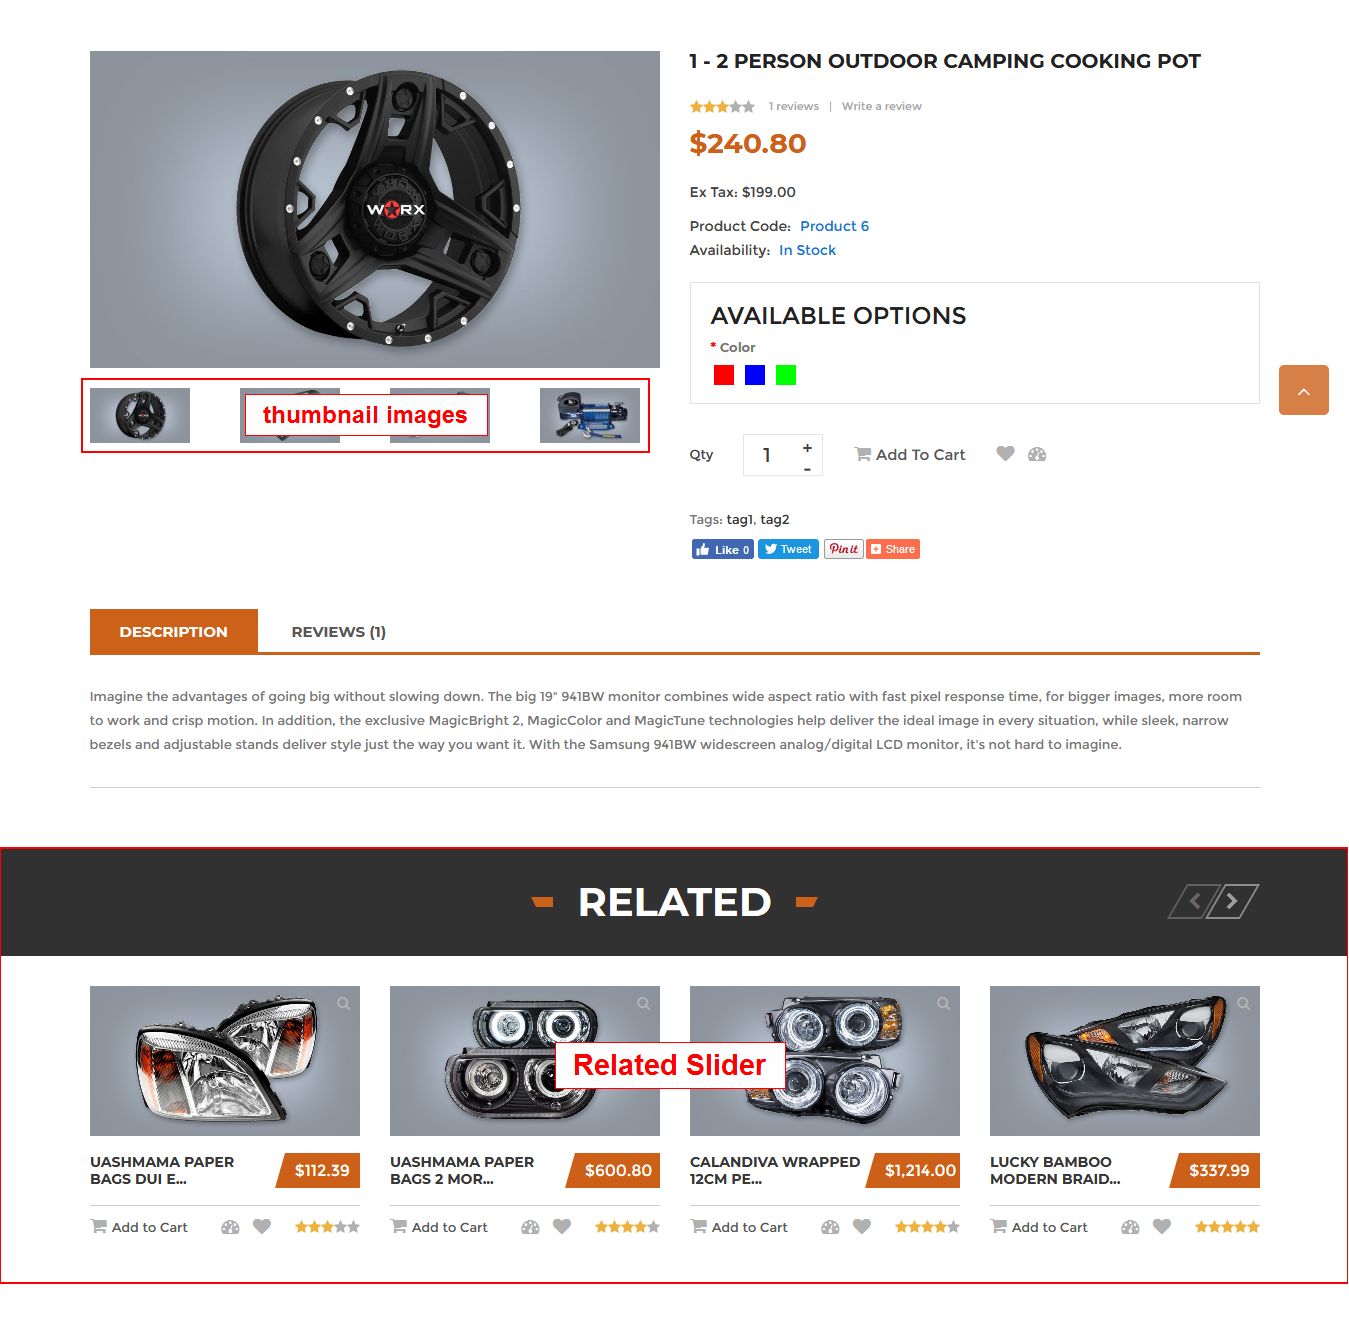 1 - 2 PERSON OUTDOOR CAMPING COOKING POT
1 reviews | Write a review
$240.80
Ex Tax: $199.00
Product Code: Product 6
Availability: In Stock
WORX
AVAILABLE OPTIONS
* Color
thumbnail images
Qty 1 + -
Add To Cart
Tags: tag1, tag2
Like 0 Tweet Pin it Share
DESCRIPTION REVIEWS (1)
Imagine the advantages of going big without slowing down. The big 19" 941BW monitor combines wide aspect ratio with fast pixel response time, for bigger images, more room
to work and crisp motion. In addition, the exclusive MagicBright 2, MagicColor and MagicTune technologies help deliver the ideal image in every situation, while sleek, narrow
bezels and adjustable stands deliver style just the way you want it. With the Samsung 941BW widescreen analog/digital LCD monitor, it's not hard to imagine.
RELATED
Related Slider
UASHMAMA PAPER
BAGS DUI E...
$112.39
Add to Cart
UASHMAMA PAPER
BAGS 2 MOR...
$600.80
Add to Cart
CALANDIVA WRAPPED
12CM PE...
$1,214.00
Add to Cart
LUCKY BAMBOO
MODERN BRAID...
$337.99
Add to Cart